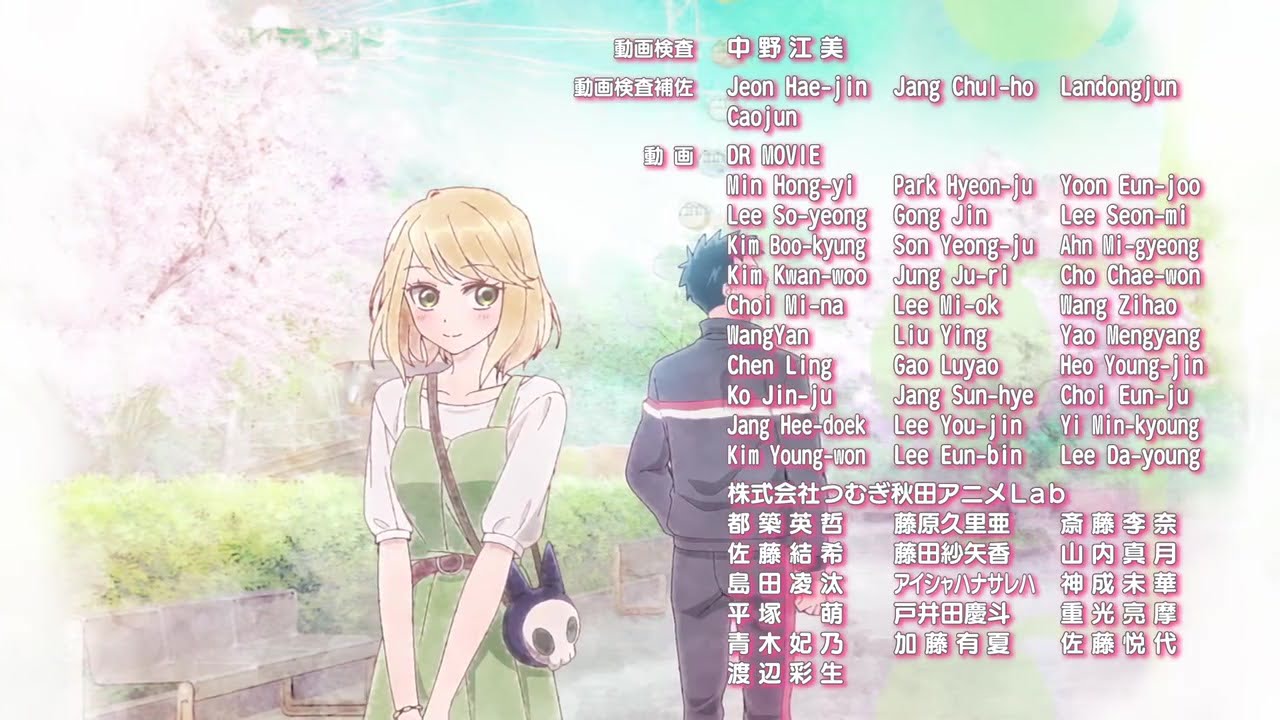 動画検査 中野江美
動画検査補佐 Jeon Hae-jin Jang Chul-ho Landongjun
Caojun
動画 DR MOVIE
Min Hong-yi Park Hyeon-ju Yoon Eun-joo
Lee So-yeong Gong Jin Lee Seon-mi
Kim Boo-kyung Son Yeong-ju Ahn Mi-gyeong
Kim Kwan-woo Jung Ju-ri Cho Chae-won
Choi Mi-na Lee Mi-ok Wang Zihao
WangYan Liu Ying Yao Mengyang
Chen Ling Gao Luyao Heo Young-jin
Ko Jin-ju Jang Sun-hye Choi Eun-ju
Jang Hee-doek Lee You-jin Yi Min-kyoung
Kim Young-won Lee Eun-bin Lee Da-young
株式会社つむぎ秋田アニメLab
都築英哲 藤原久里亜 斎藤李奈
佐藤結希 藤田紗矢香 山内真月
島田凌汰 アイシャハナサレハ 神成未華
平塚 萌 戸井田慶斗 重光亮摩
青木妃乃 加藤有夏 佐藤悦代
渡辺彩生